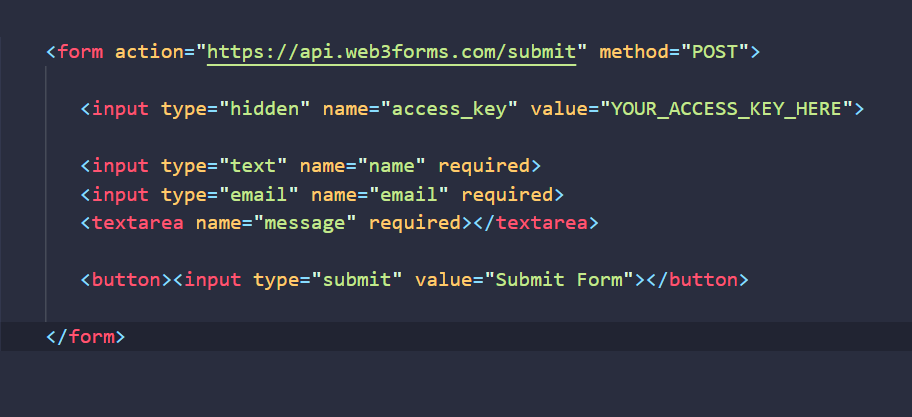 <form action="https://api.web3forms.com/submit" method="POST">
<input type="hidden" name="access_key" value="YOUR_ACCESS_KEY_HERE">
<input type="text" name="name" required>
<input type="email" name="email" required>
<textarea name="message" required></textarea>
<button><input type="submit" value="Submit Form"></button>
</form>